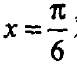 x = π/6;